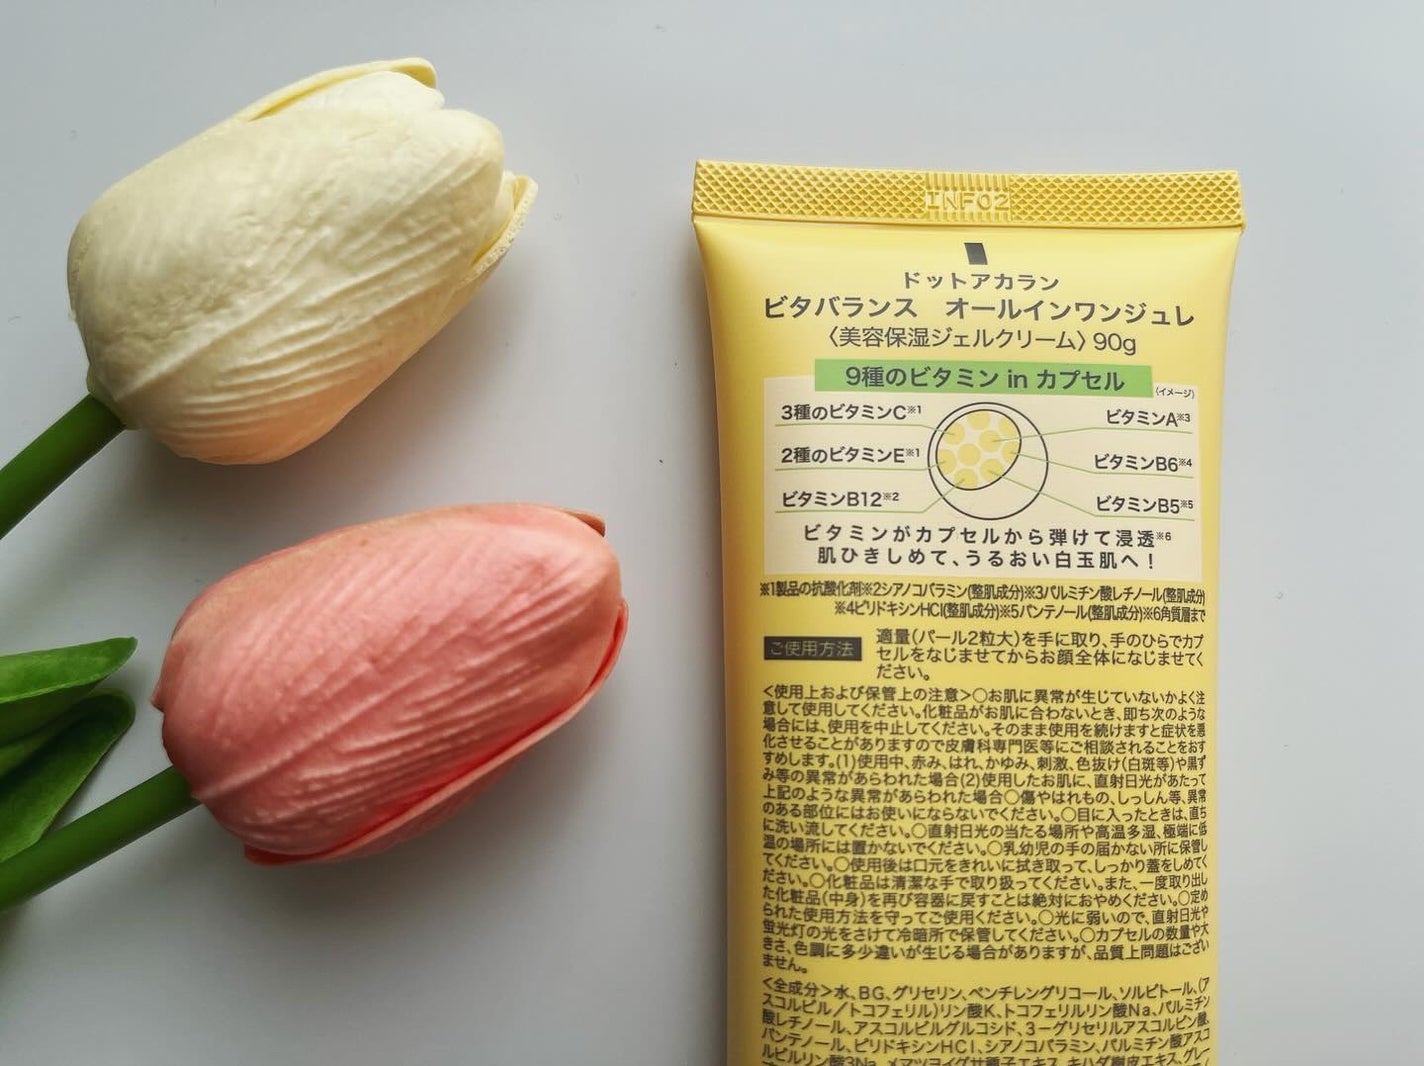 INF02
ドットアカラン
ビタバランス　オールインワンジュレ
〈美容保湿ジェルクリーム〉90g
9種のビタミン in カプセル
(イメージ)
3種のビタミンC※1
ビタミンA※3
2種のビタミンE※1
ビタミンB6※4
ビタミンB12※2
ビタミンB5※5
ビタミンがカプセルから弾けて浸透※6
肌ひきしめて、うるおい白玉肌へ！
※1製品の抗酸化剤※2シアノコバラミン(整肌成分)※3パルミチン酸レチノール(整肌成分)
※4ピリドキシンHCl(整肌成分)※5パンテノール(整肌成分)※6角質層まで
ご使用方法
適量(パール2粒大)を手に取り、手のひらでカプ
セルをなじませてからお顔全体になじませてく
ださい。
＜使用上および保管上の注意＞○お肌に異常が生じていないかよく注
意して使用してください。化粧品がお肌に合わないとき、即ち次のような
場合には、使用を中止してください。そのまま使用を続けますと症状を悪
化させることがありますので皮膚科専門医等にご相談されることをおす
すめします。(1)使用中、赤み、はれ、かゆみ、刺激、色抜け(白斑等)や黒ず
み等の異常があらわれた場合(2)使用したお肌に、直射日光があたって
上記のような異常があらわれた場合○傷やはれもの、しっしん等、異常
のある部位にはお使いにならないでください。○目に入ったときは、直ち
に洗い流してください。○直射日光の当たる場所や高温多湿、極端に低
温の場所には置かないでください。○乳幼児の手の届かない所に保管し
てください。○使用後は口元をきれいに拭き取って、しっかり蓋をしめてく
ださい。○化粧品は清潔な手で取り扱ってください。また、一度取り出し
た化粧品(中身)を再び容器に戻すことは絶対におやめください。○定め
られた使用方法を守ってご使用ください。○光に弱いので、直射日光や
蛍光灯の光をさけて冷暗所で保管してください。○カプセルの数量や大
きさ、色調に多少違いが生じる場合がありますが、品質上問題はござい
ません。
＜全成分＞水、BG、グリセリン、ペンチレングリコール、ソルビトール、(ア
スコルビル／トコフェリル)リン酸K、トコフェリルリン酸Na、パルミチン
酸レチノール、アスコルビルグルコシド、3－グリセリルアスコルビン酸、
パンテノール、ピリドキシンHCl、シアノコバラミン、パルミチン酸アスコ
ルビルリン酸3Na、メマツヨイグサ種子エキス、キハダ樹皮エキス、グレー